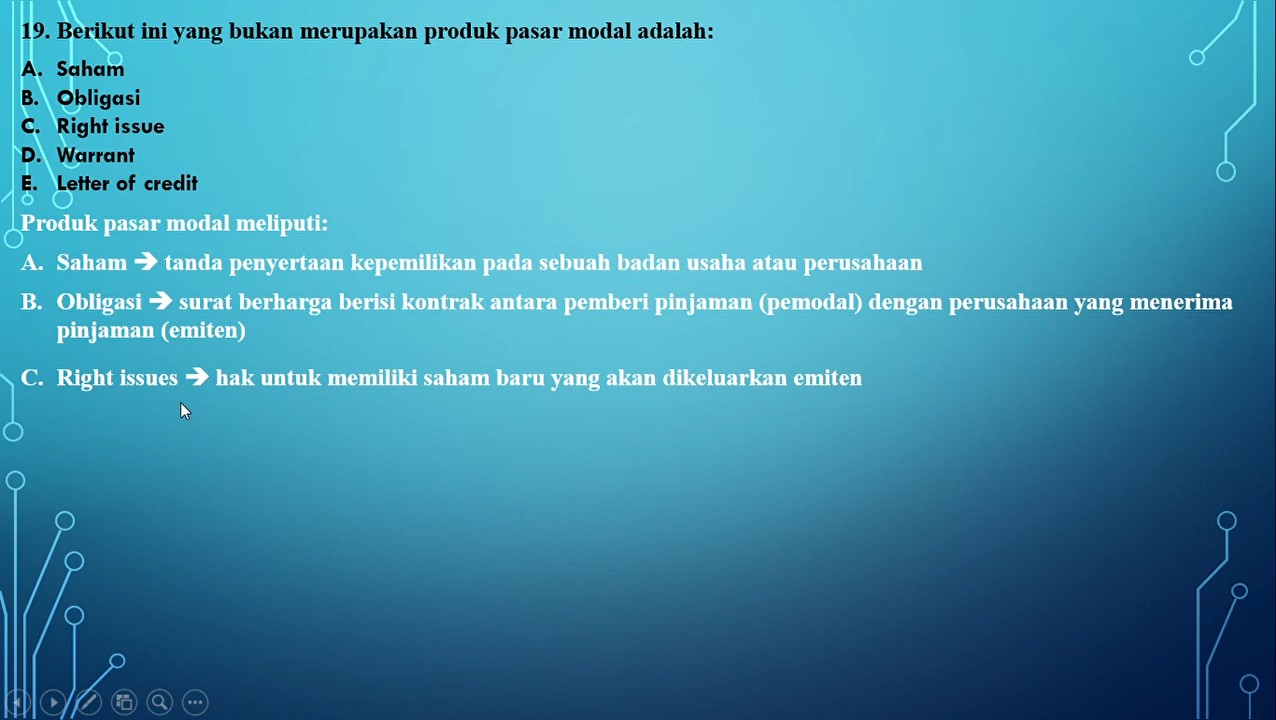 19. Berikut ini yang bukan merupakan produk pasar modal adalah:
A. Saham
B. Obligasi
C. Right issue
D. Warrant
E. Letter of credit
Produk pasar modal meliputi:
A. Saham ➔ tanda penyertaan kepemilikan pada sebuah badan usaha atau perusahaan
B. Obligasi ➔ surat berharga berisi kontrak antara pemberi pinjaman (pemodal) dengan perusahaan yang menerima
pinjaman (emiten)
C. Right issues ➔ hak untuk memiliki saham baru yang akan dikeluarkan emiten